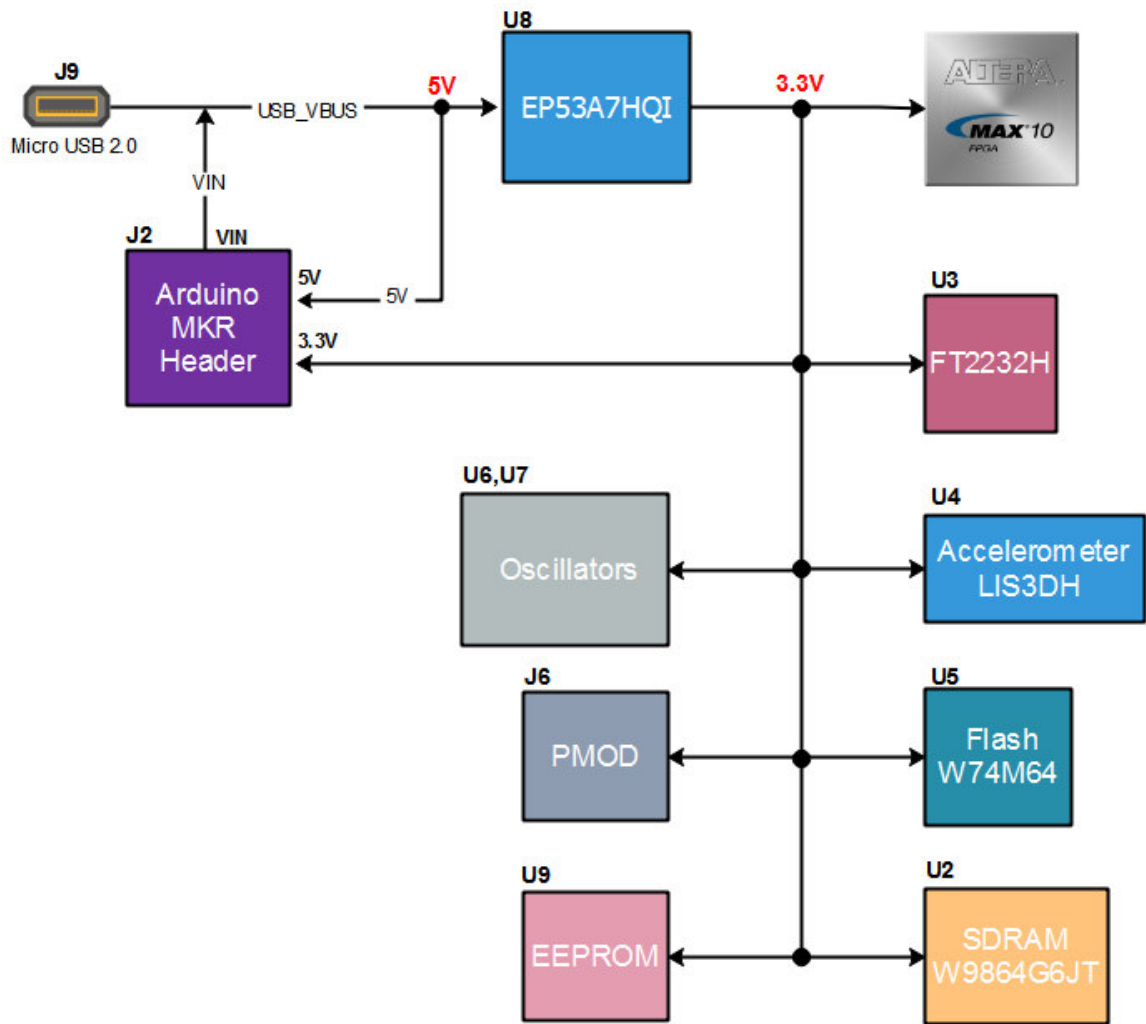 U8
J9
5V
3.3V
ALTERA
USB_VBUS
EP53A7HQI
MAX 10
FPGA
Micro USB 2.0
VIN
J2
VIN
5V
5V
Arduino
MKR
Header
3.3V
U3
FT2232H
U6,U7
Oscillators
U4
Accelerometer
LIS3DH
J6
PMOD
U5
Flash
W74M64
U9
EEPROM
U2
SDRAM
W9864G6JT